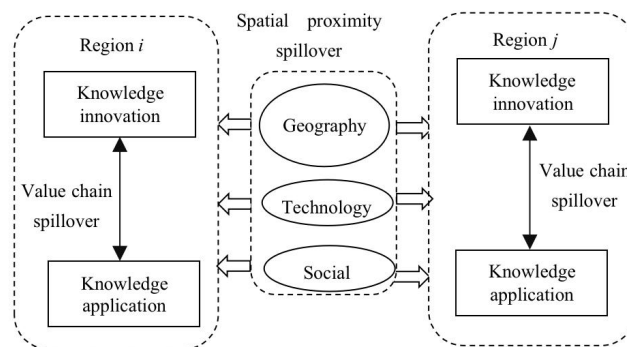 Spatial proximity
spillover
Region i
Knowledge
innovation
Value chain
spillover
Knowledge
application
Geography
Technology
Social
Region j
Knowledge
innovation
Value chain
spillover
Knowledge
application